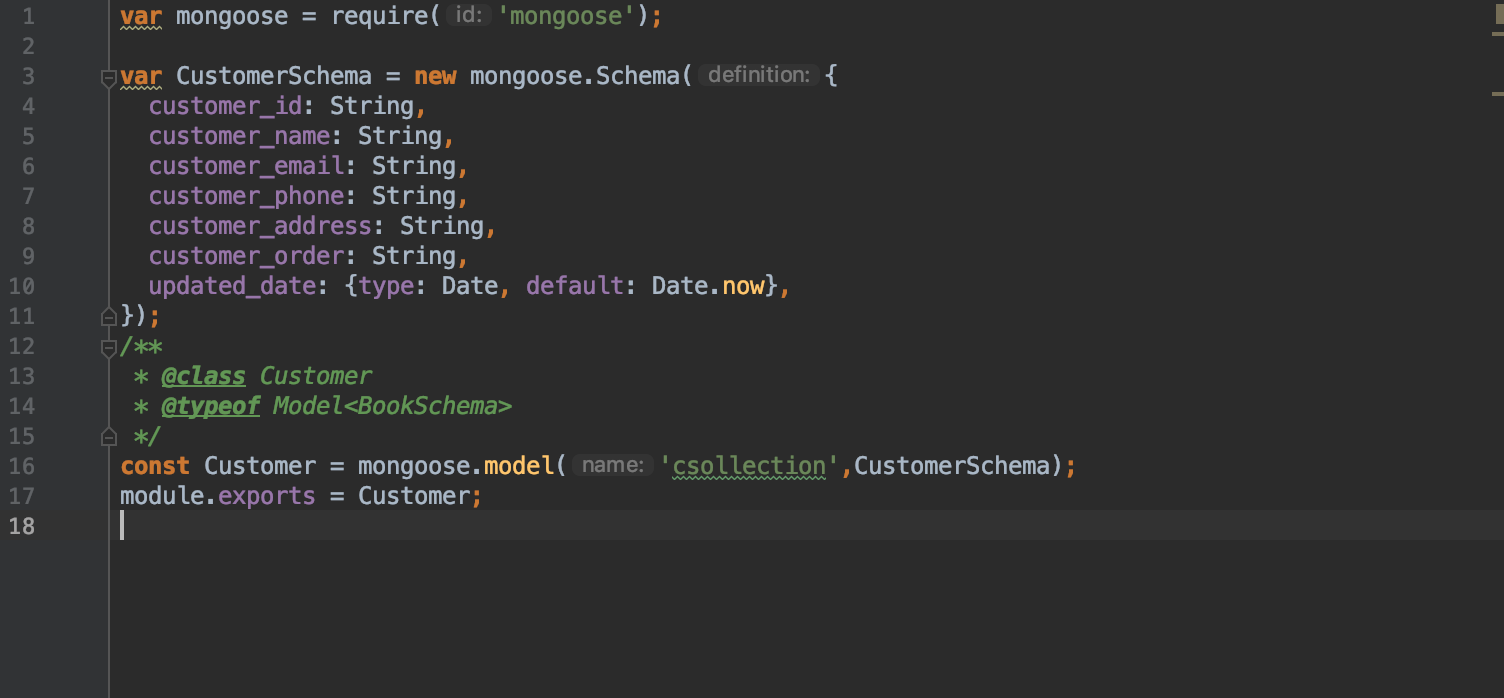 1 var mongoose = require( id: 'mongoose');
2
3 var CustomerSchema = new mongoose.Schema( definition: {
4   customer_id: String,
5   customer_name: String,
6   customer_email: String,
7   customer_phone: String,
8   customer_address: String,
9   customer_order: String,
10   updated_date: {type: Date, default: Date.now},
11 });
12 /**
13  * @class Customer
14  * @typeof Model<BookSchema>
15  */
16 const Customer = mongoose.model( name: 'csollection',CustomerSchema);
17 module.exports = Customer;
18